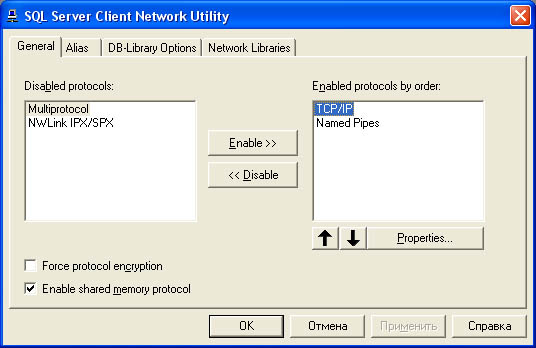 SQL Server Client Network Utility
General Alias DB-Library Options Network Libraries
Disabled protocols: Enabled protocols by order:
Multiprotocol TCP/IP
NWLink IPX/SPX Named Pipes
Enable >>
<< Disable
Properties...
Force protocol encryption
Enable shared memory protocol
OK Отмена Применить Справка